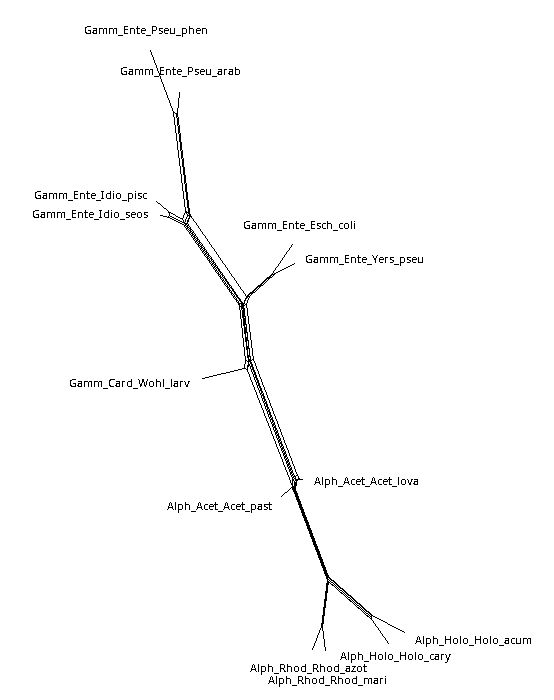 Gamm_Ente_Pseu_phen
Gamm_Ente_Pseu_arab
Gamm_Ente_Idio_pisc
Gamm_Ente_Idio_seos
Gamm_Ente_Esch_coli
Gamm_Ente_Yers_pseu
Gamm_Card_Wohl_larv
Alph_Acet_Acet_lova
Alph_Acet_Acet_past
Alph_Holo_Holo_acum
Alph_Holo_Holo_cary
Alph_Rhod_Rhod_azot
Alph_Rhod_Rhod_mari